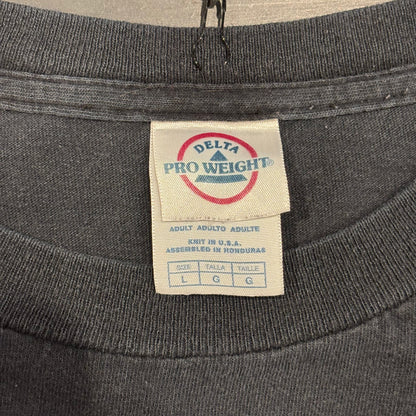 DELTA
PRO WEIGHT®
ADULT ADULTO ADULTE
KNIT IN U.S.A.
ASSEMBLED IN HONDURAS
SIZE TALLA TAILLE
L G G